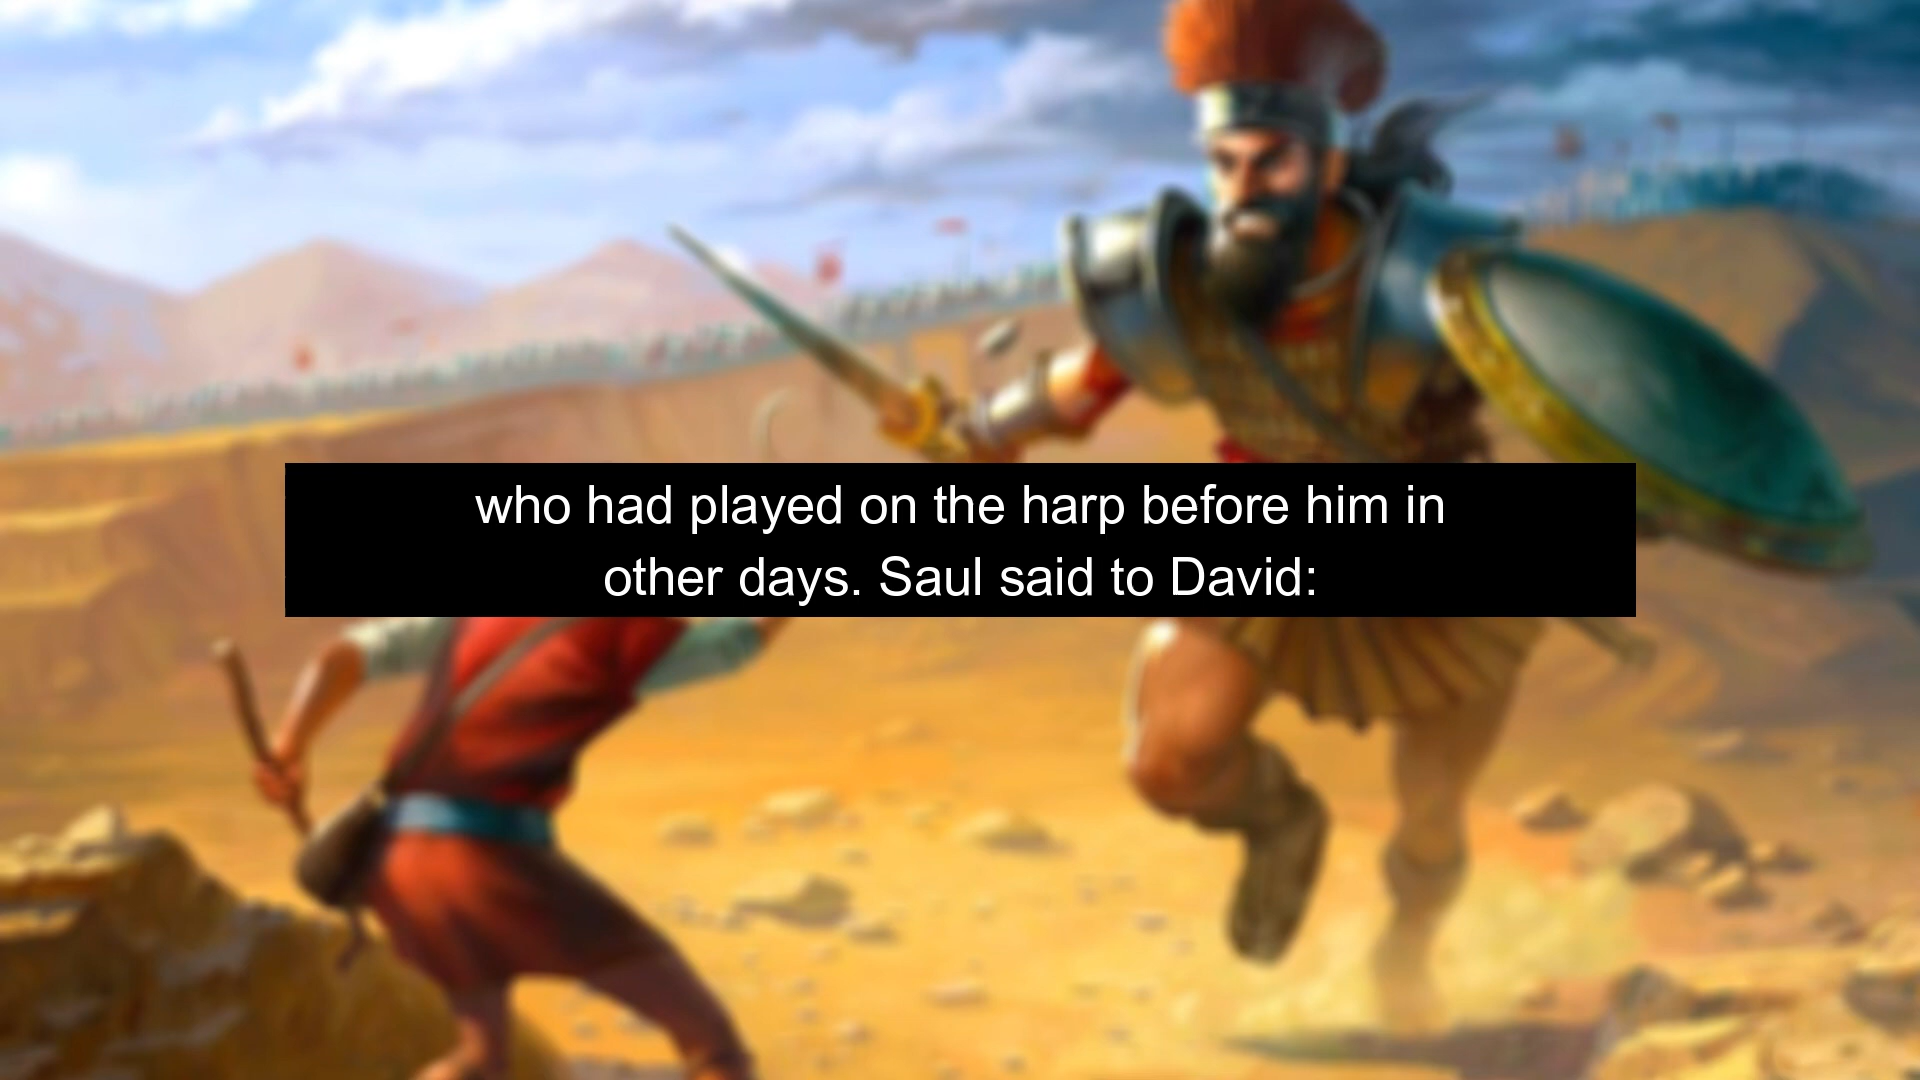 who had played on the harp before him in
other days. Saul said to David: